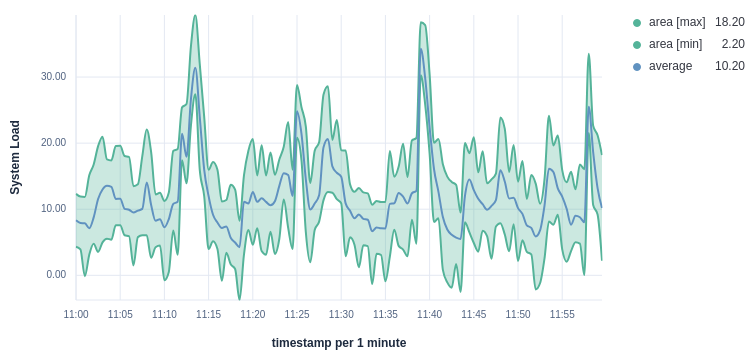 area [max] 18.20
area [min] 2.20
average 10.20
System Load
30.00
20.00
10.00
0.00
11:00 11:05 11:10 11:15 11:20 11:25 11:30 11:35 11:40 11:45 11:50 11:55
timestamp per 1 minute